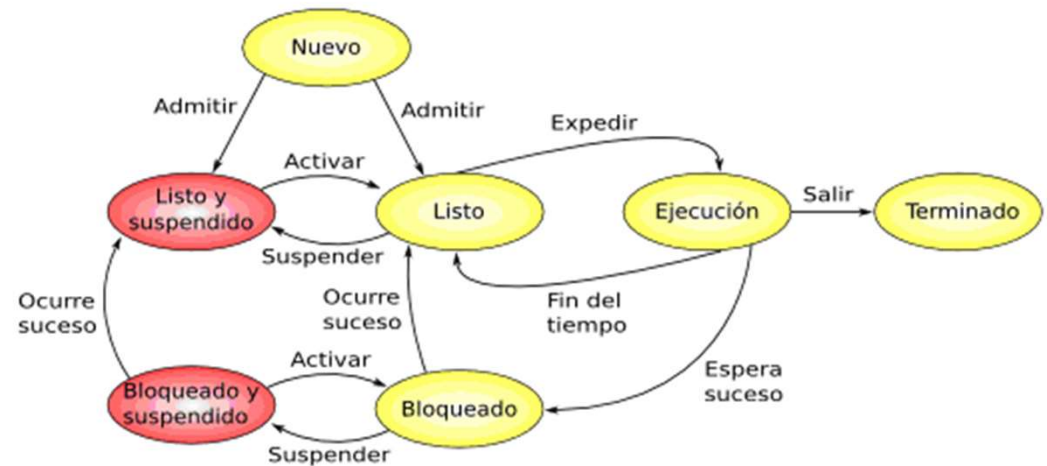 Nuevo
Admitir
Admitir
Expedir
Activar
Listo y
suspendido
Listo
Ejecución
Salir
Terminado
Suspender
Ocurre
suceso
Ocurre
suceso
Fin del
tiempo
Activar
Espera
suceso
Bloqueado y
suspendido
Bloqueado
Suspender